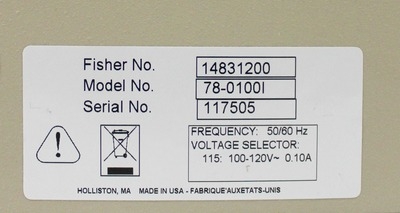 Fisher No. 14831200
Model No. 78-0100I
Serial No. 117505
FREQUENCY: 50/60 Hz
VOLTAGE SELECTOR:
115: 100-120V~ 0.10A
HOLLISTON, MA MADE IN USA - FABRIQUE'AUXETATS-UNIS